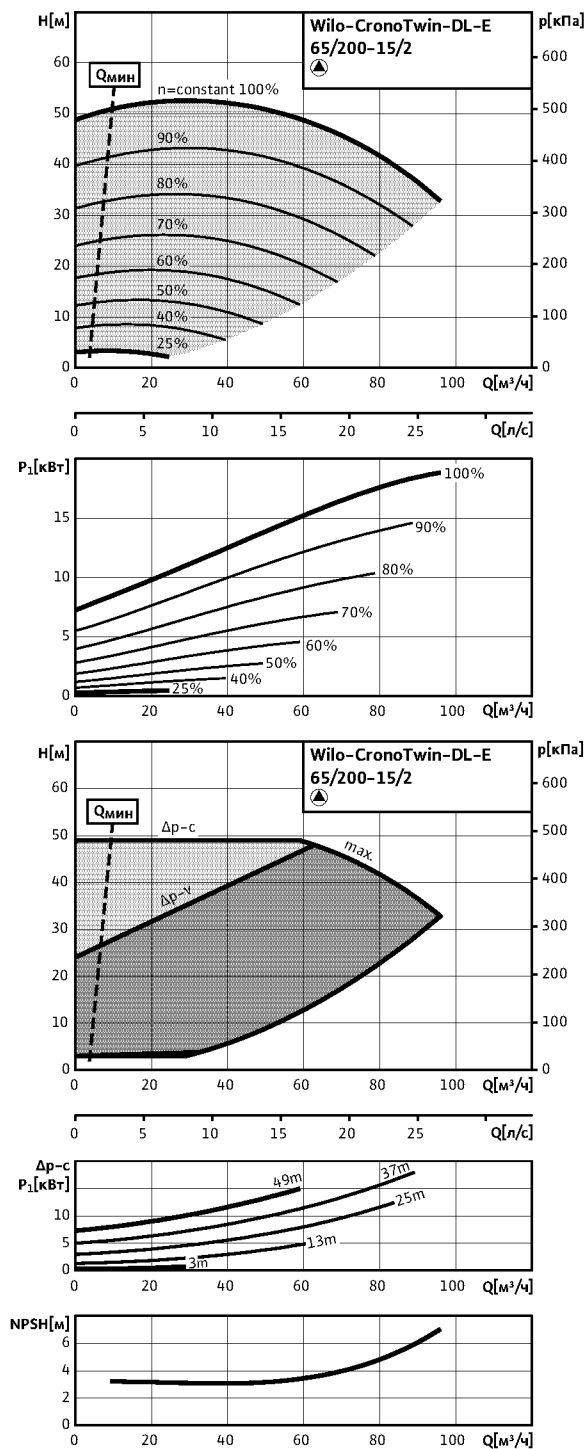 H[м]
p[кПа]
Wilo-CronoTwin-DL-E
65/200-15/2
Qмин
n=constant 100%
90%
80%
70%
60%
50%
40%
25%
60
50
40
30
20
10
0
600
500
400
300
200
100
0
0 20 40 60 80 100 Q[м³/ч]
0 5 10 15 20 25 Q[л/с]
P₁[кВт]
15
10
5
0
100%
90%
80%
70%
60%
50%
40%
25%
0 20 40 60 80 100 Q[м³/ч]
H[м]
p[кПа]
Wilo-CronoTwin-DL-E
65/200-15/2
Qмин
Δp-c
max.
Δp-v
60
50
40
30
20
10
0
600
500
400
300
200
100
0
0 20 40 60 80 100 Q[м³/ч]
0 5 10 15 20 25 Q[л/с]
Δp-c
P₁[кВт]
10
5
0
49m
37m
25m
13m
3m
0 20 40 60 80 100 Q[м³/ч]
NPSH[м]
6
4
2
0
0 20 40 60 80 100 Q[м³/ч]